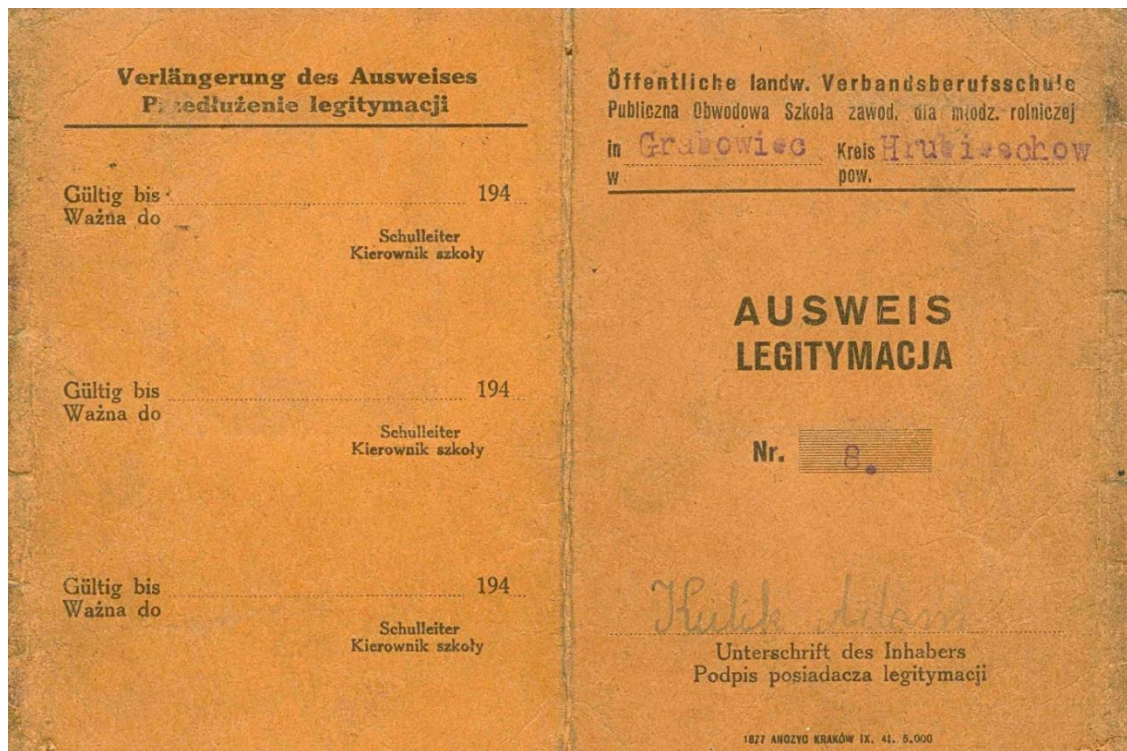 Verlängerung des Ausweises
Przedłużenie legitymacji
Gültig bis 194
Ważna do
Schulleiter
Kierownik szkoły
Gültig bis 194
Ważna do
Schulleiter
Kierownik szkoły
Gültig bis 194
Ważna do
Schulleiter
Kierownik szkoły
Öffentliche landw. Verbandsberufsschule
Publiczna Obwodowa Szkoła zawod. dla młodz. rolniczej
in Grabowiec Kreis Hrubieschow
w pow.
AUSWEIS
LEGITYMACJA
Nr. 8.
Kulik Adam
Unterschrift des Inhabers
Podpis posiadacza legitymacji
1877 ANCZYC KRAKÓW IX. 41. 5.000